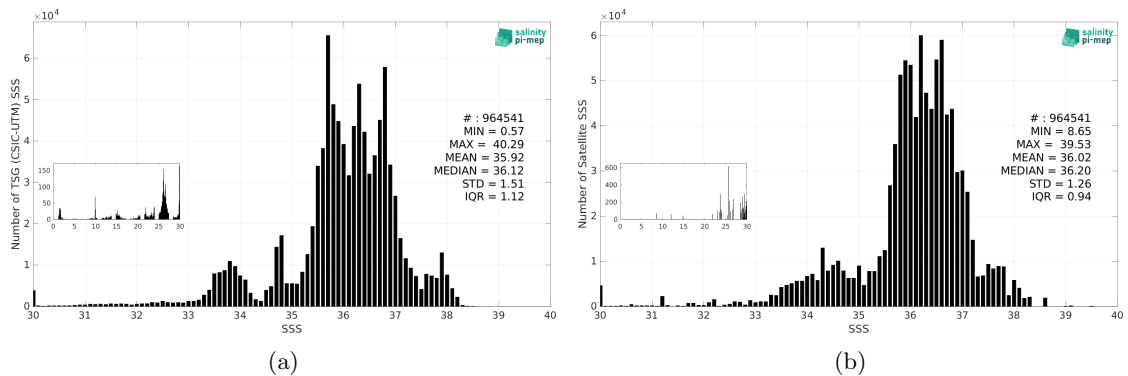 ×10⁴
salinity
pi-mep
7
6
5
4
3
2
1
0
Number of TSG (CSIC-UTM) SSS
# : 964541
MIN = 0.57
MAX = 40.29
MEAN = 35.92
MEDIAN = 36.12
STD = 1.51
IQR = 1.12
150
100
50
0
0 5 10 15 20 25 30
30 31 32 33 34 35 36 37 38 39 40
SSS
(a)
×10⁴
salinity
pi-mep
6
5
4
3
2
1
0
Number of Satellite SSS
# : 964541
MIN = 8.65
MAX = 39.53
MEAN = 36.02
MEDIAN = 36.20
STD = 1.26
IQR = 0.94
600
400
200
0
0 5 10 15 20 25 30
30 31 32 33 34 35 36 37 38 39 40
SSS
(b)